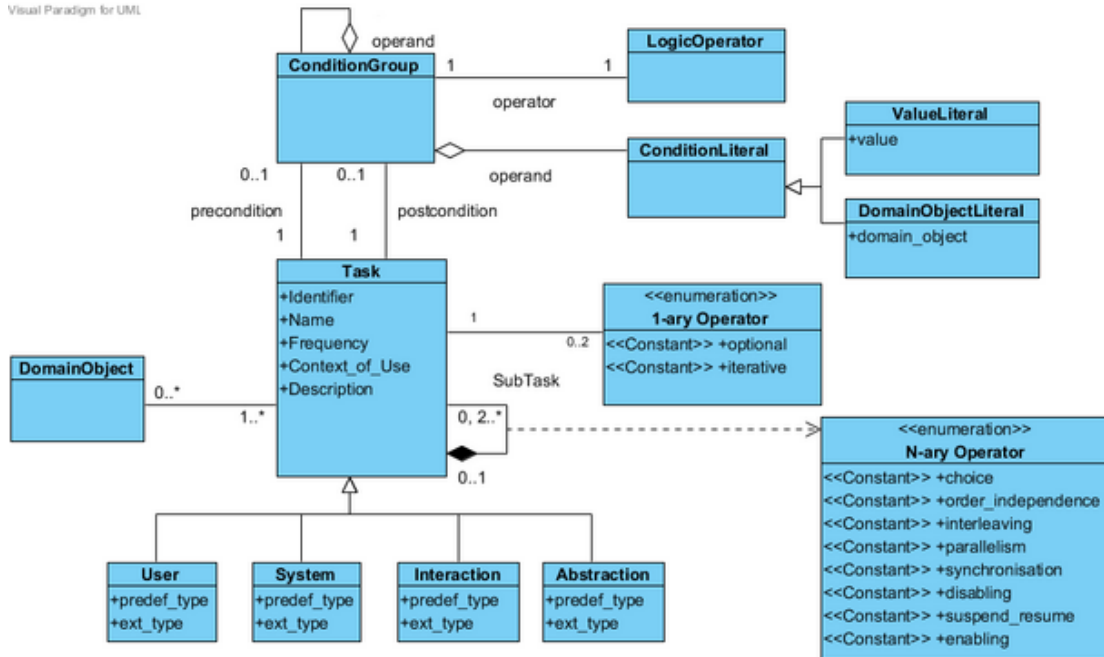 Visual Paradigm for UML
operand
ConditionGroup
1
1
operator
LogicOperator
operand
ConditionLiteral
ValueLiteral
+value
DomainObjectLiteral
+domain_object
0..1
0..1
precondition
postcondition
1
1
Task
+Identifier
+Name
+Frequency
+Context_of_Use
+Description
1
0..2
<<enumeration>>
1-ary Operator
<<Constant>> +optional
<<Constant>> +iterative
DomainObject
0..*
1..*
SubTask
0, 2..*
0..1
<<enumeration>>
N-ary Operator
<<Constant>> +choice
<<Constant>> +order_independence
<<Constant>> +interleaving
<<Constant>> +parallelism
<<Constant>> +synchronisation
<<Constant>> +disabling
<<Constant>> +suspend_resume
<<Constant>> +enabling
User
+predef_type
+ext_type
System
+predef_type
+ext_type
Interaction
+predef_type
+ext_type
Abstraction
+predef_type
+ext_type